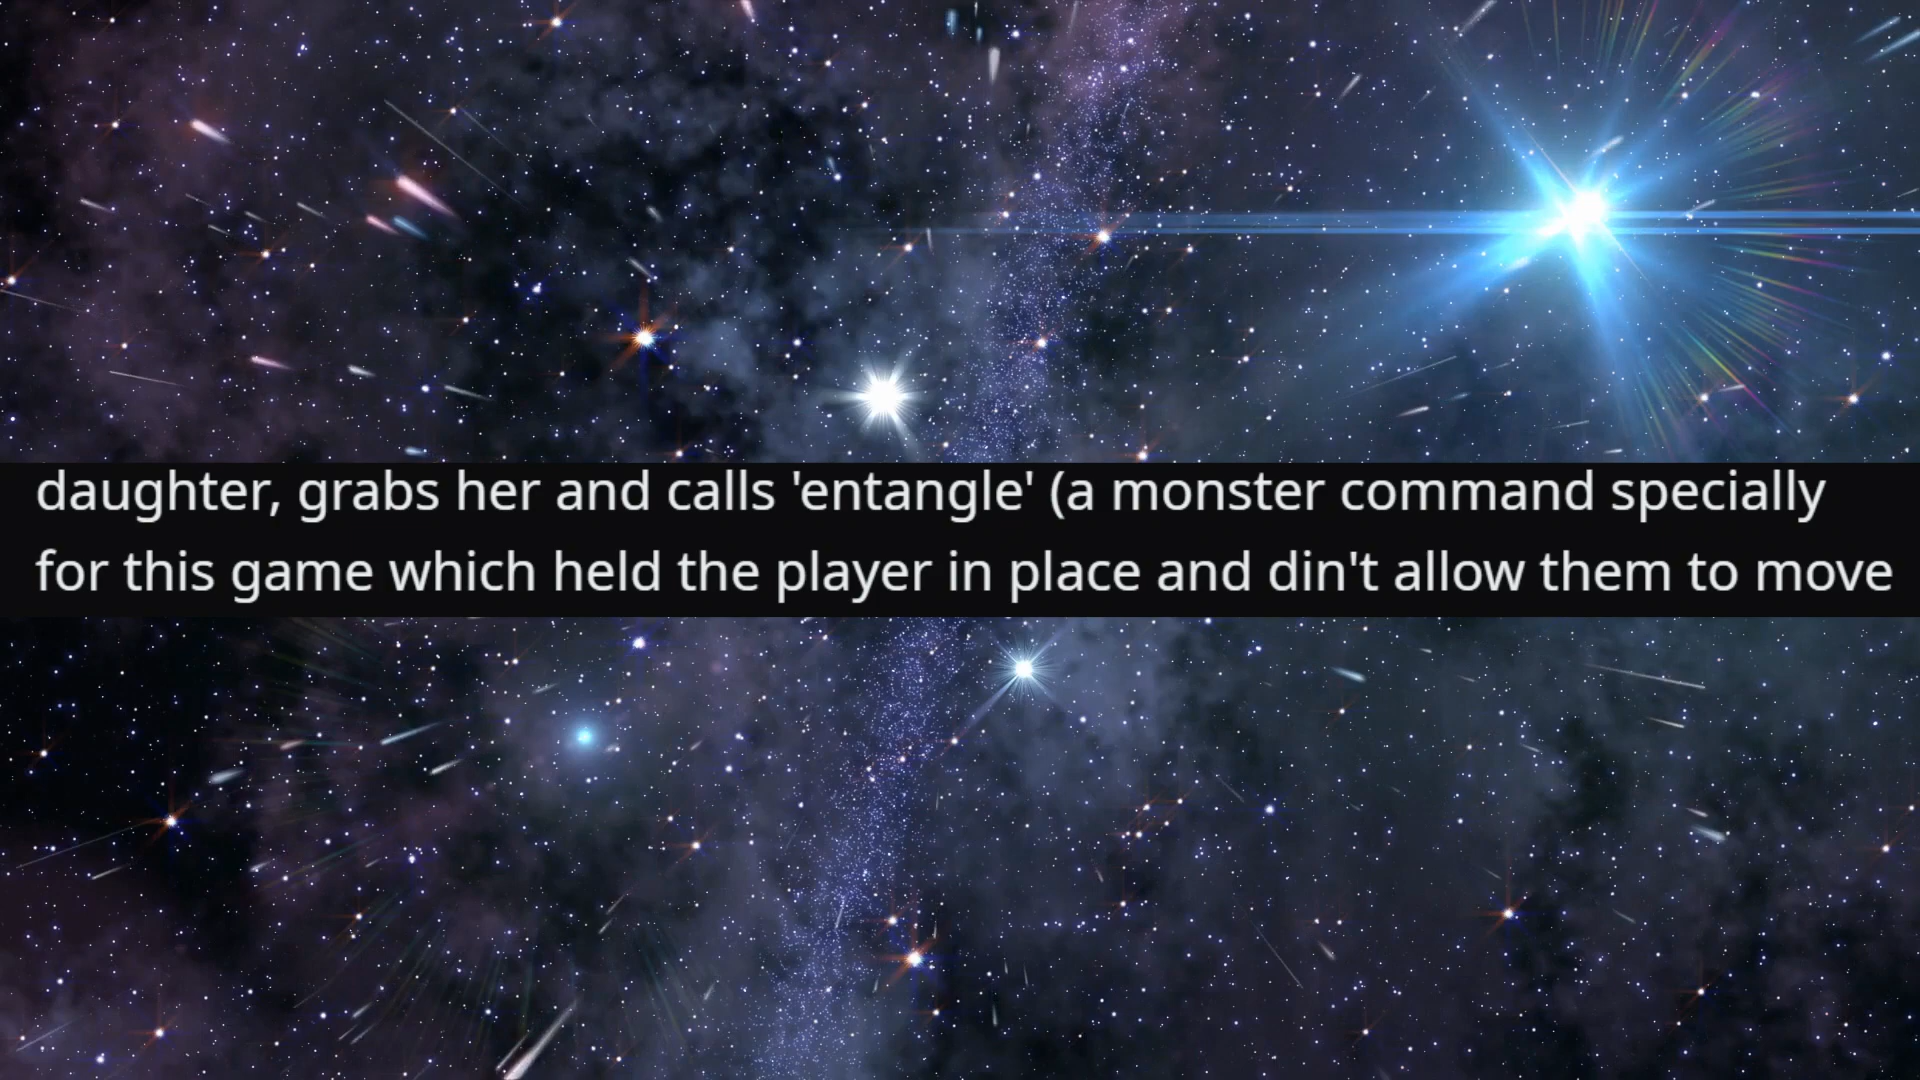 daughter, grabs her and calls 'entangle' (a monster command specially
for this game which held the player in place and din't allow them to move